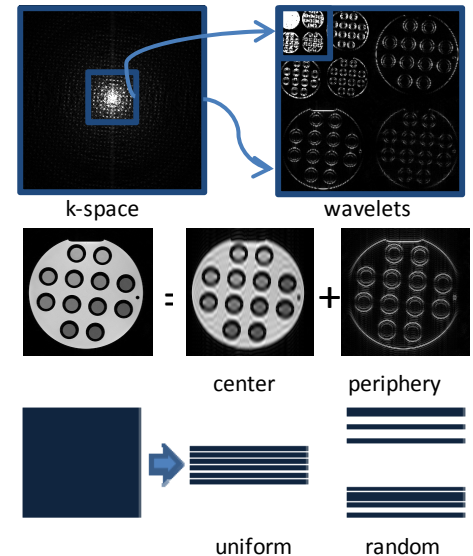 k-space
wavelets
=
+
center
periphery
uniform
random